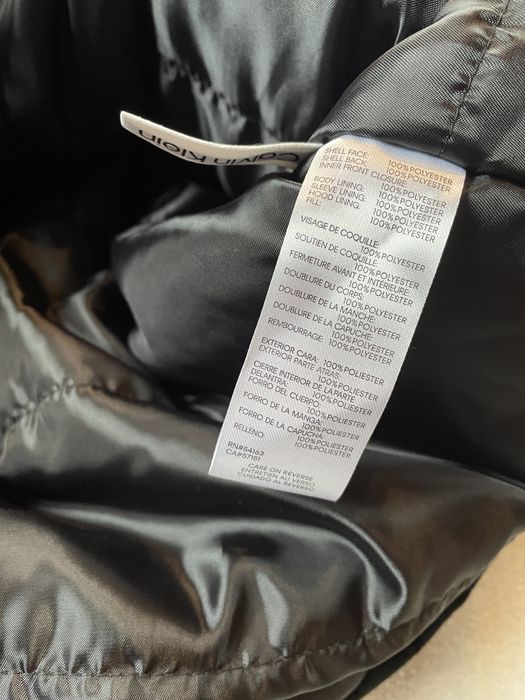 Calvin Klein
SHELL FACE: 100%POLYESTER
SHELL BACK: 100%POLYESTER
INNER FRONT CLOSURE:
100%POLYESTER
BODY LINING: 100%POLYESTER
SLEEVE LINING: 100%POLYESTER
HOOD LINNG: 100%POLYESTER
FILL: 100%POLYESTER
VISAGE DE COQUILLE:
100%POLYESTER
SOUTIEN DE COQUILLE:
100%POLYESTER
FERMETURE AVANT ET INTÉRIEURE:
100%POLYESTER
DOUBLURE DU CORPS:
100%POLYESTER
DOUBLURE DE LA MANCHE:
100%POLYESTER
DOUBLURE DE LA CAPUCHE:
100%POLYESTER
REMBOURRAGE: 100%POLYESTER
EXTERIOR CARA: 100%POLIESTER
EXTERIOR PARTE ATRAS:
100%POLIESTER
CIERRE INTERIOR DE LA PARTE
DELANTRA: 100%POLIESTER
FORRO DEL CUERPO:
100%POLIESTER
FORRO DE LA MANGA:
100%POLIESTER
FORRO DE LA CAPUCHA:
100%POLIESTER
RELLENO: 100%POLIESTER
RN#54163
CA#57151
CARE ON REVERSE
ENTRETIEN AU VERSO
CUIDADO AL REVERSO